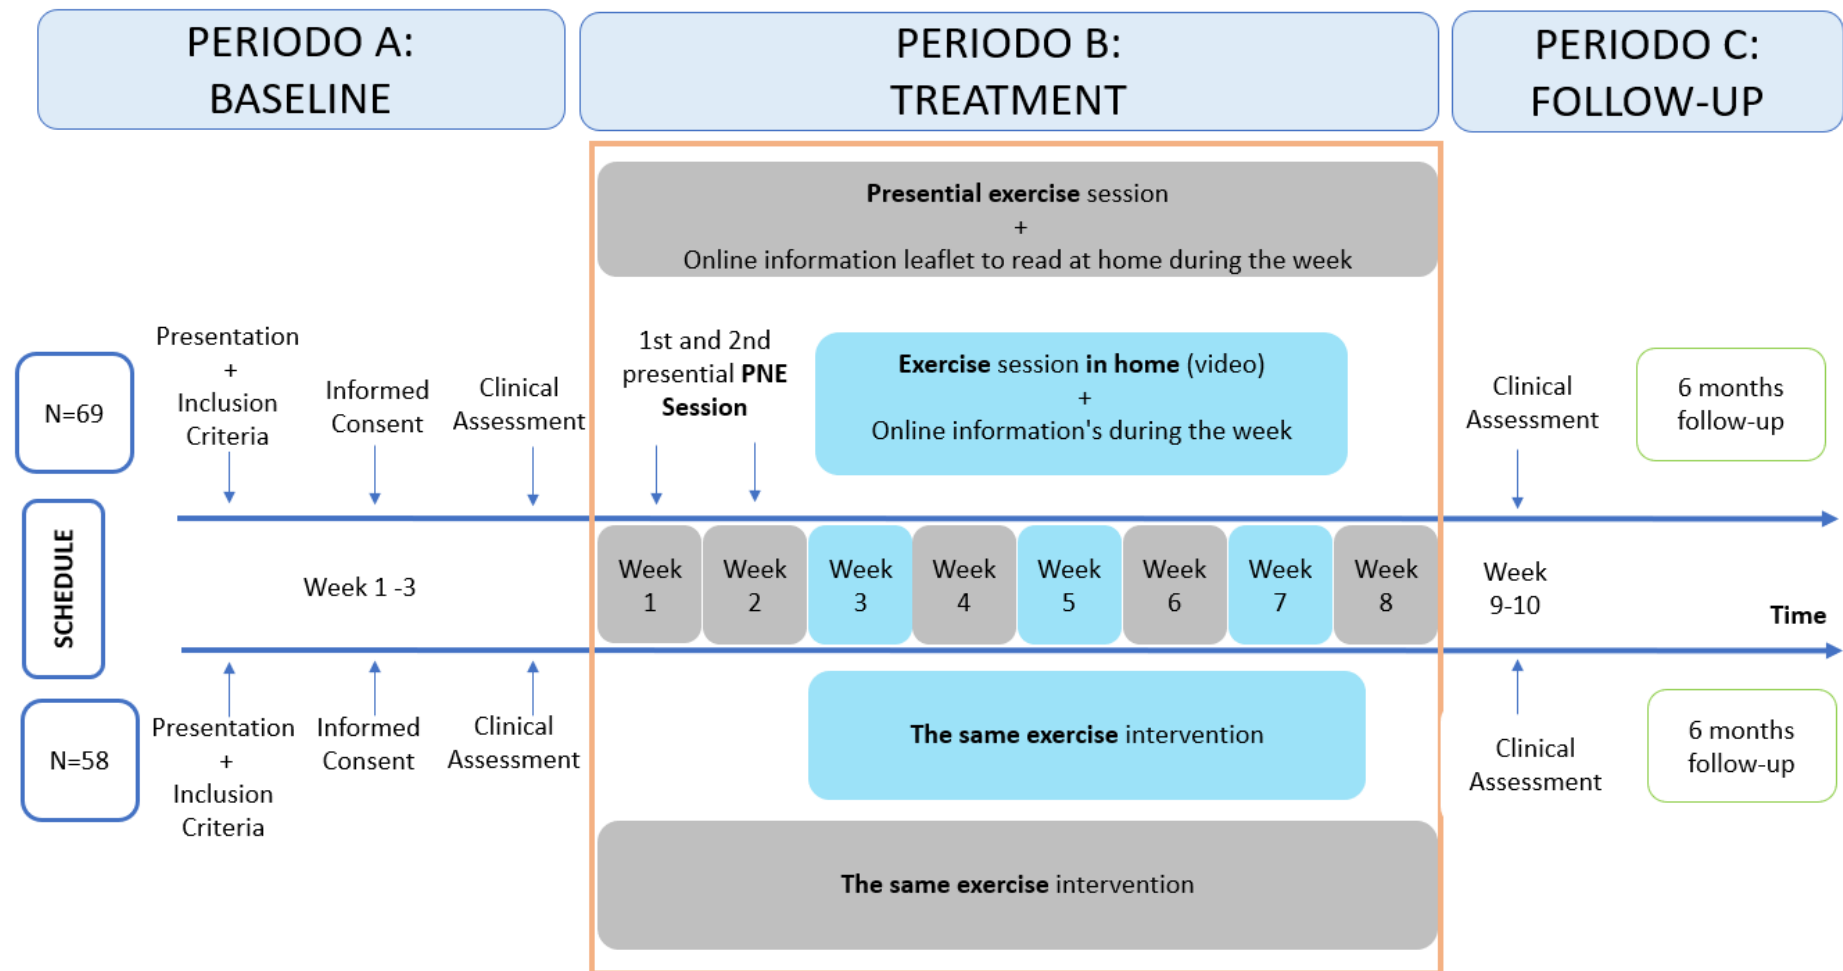 PERIODO A:
BASELINE
PERIODO B:
TREATMENT
PERIODO C:
FOLLOW-UP
Presential exercise session
+
Online information leaflet to read at home during the week
N=69
Presentation
+
Inclusion
Criteria
Informed
Consent
Clinical
Assessment
1st and 2nd
presential PNE
Session
Exercise session in home (video)
+
Online information's during the week
Clinical
Assessment
6 months
follow-up
SCHEDULE
Week 1 -3
Week
1
Week
2
Week
3
Week
4
Week
5
Week
6
Week
7
Week
8
Week
9-10
Time
N=58
Presentation
+
Inclusion
Criteria
Informed
Consent
Clinical
Assessment
The same exercise intervention
Clinical
Assessment
6 months
follow-up
The same exercise intervention